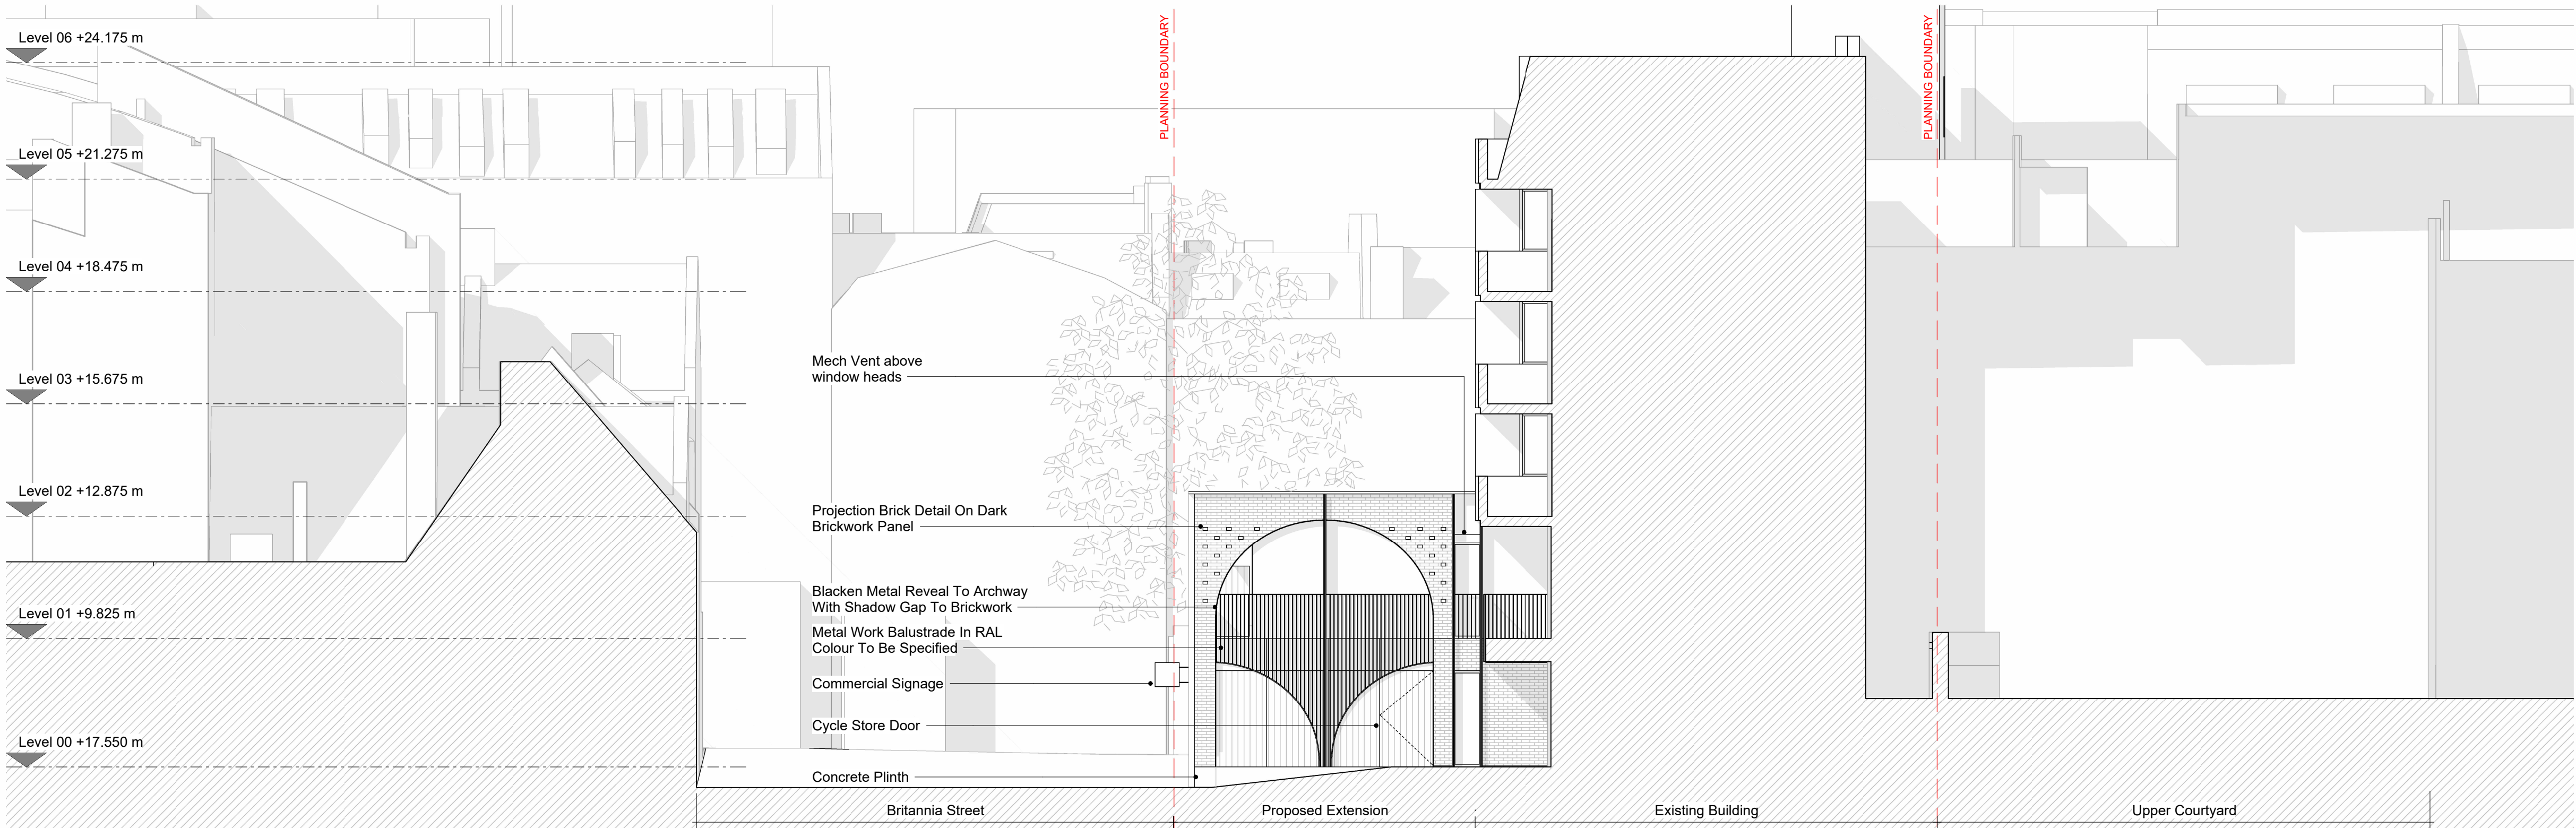 Level 06 +24.175 m
PLANNING BOUNDARY
PLANNING BOUNDARY
Level 05 +21.275 m
Level 04 +18.475 m
Level 03 +15.675 m
Level 02 +12.875 m
Level 01 +9.825 m
Level 00 +17.550 m
Mech Vent above
window heads
Projection Brick Detail On Dark
Brickwork Panel
Blacken Metal Reveal To Archway
With Shadow Gap To Brickwork
Metal Work Balustrade In RAL
Colour To Be Specified
Commercial Signage
Cycle Store Door
Concrete Plinth
Britannia Street
Proposed Extension
Existing Building
Upper Courtyard